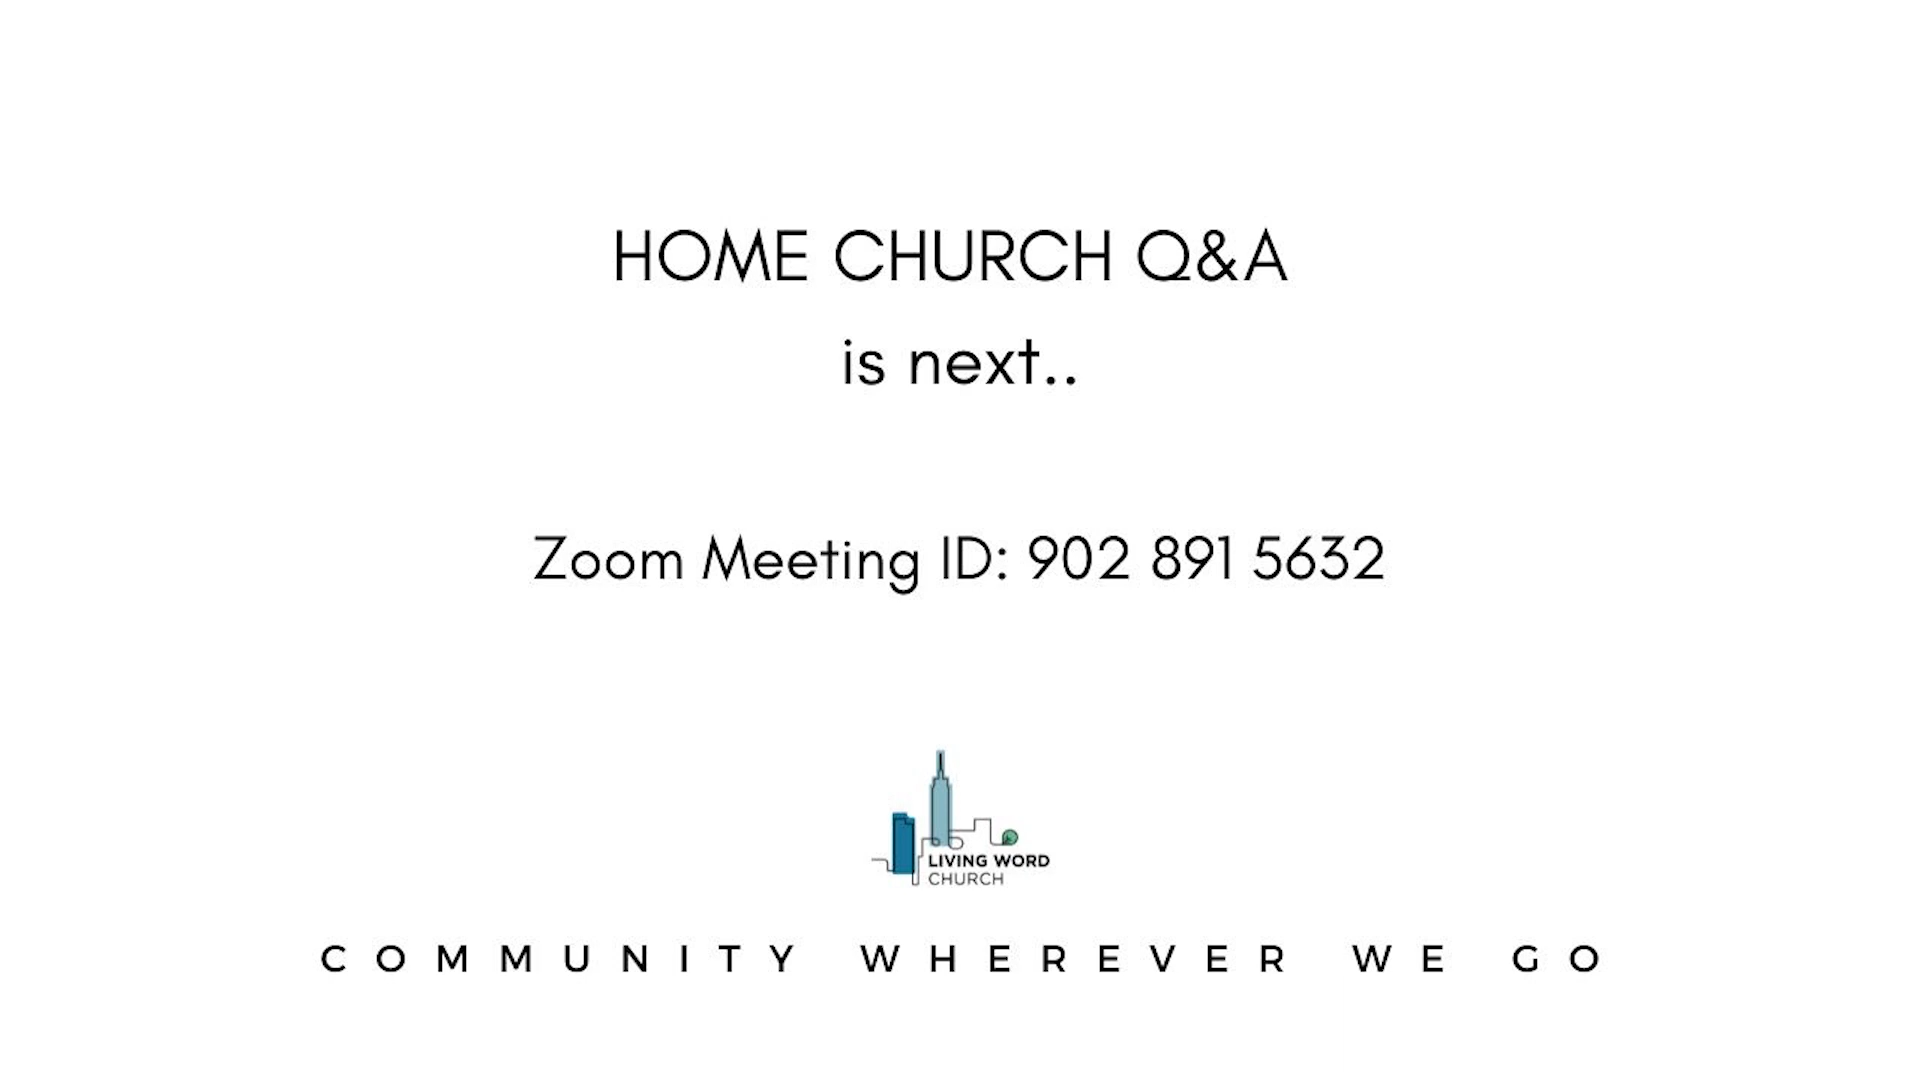 HOME CHURCH Q&A
is next..
Zoom Meeting ID: 902 891 5632
LIVING WORD
CHURCH
COMMUNITY WHEREVER WE GO